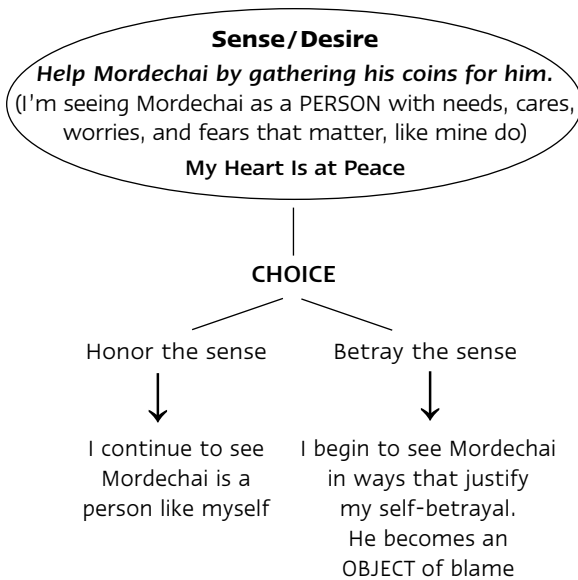 Sense/Desire
Help Mordechai by gathering his coins for him.
(I'm seeing Mordechai as a PERSON with needs, cares,
worries, and fears that matter, like mine do)
My Heart Is at Peace
CHOICE
Honor the sense
Betray the sense
I continue to see
Mordechai is a
person like myself
I begin to see Mordechai
in ways that justify
my self-betrayal.
He becomes an
OBJECT of blame